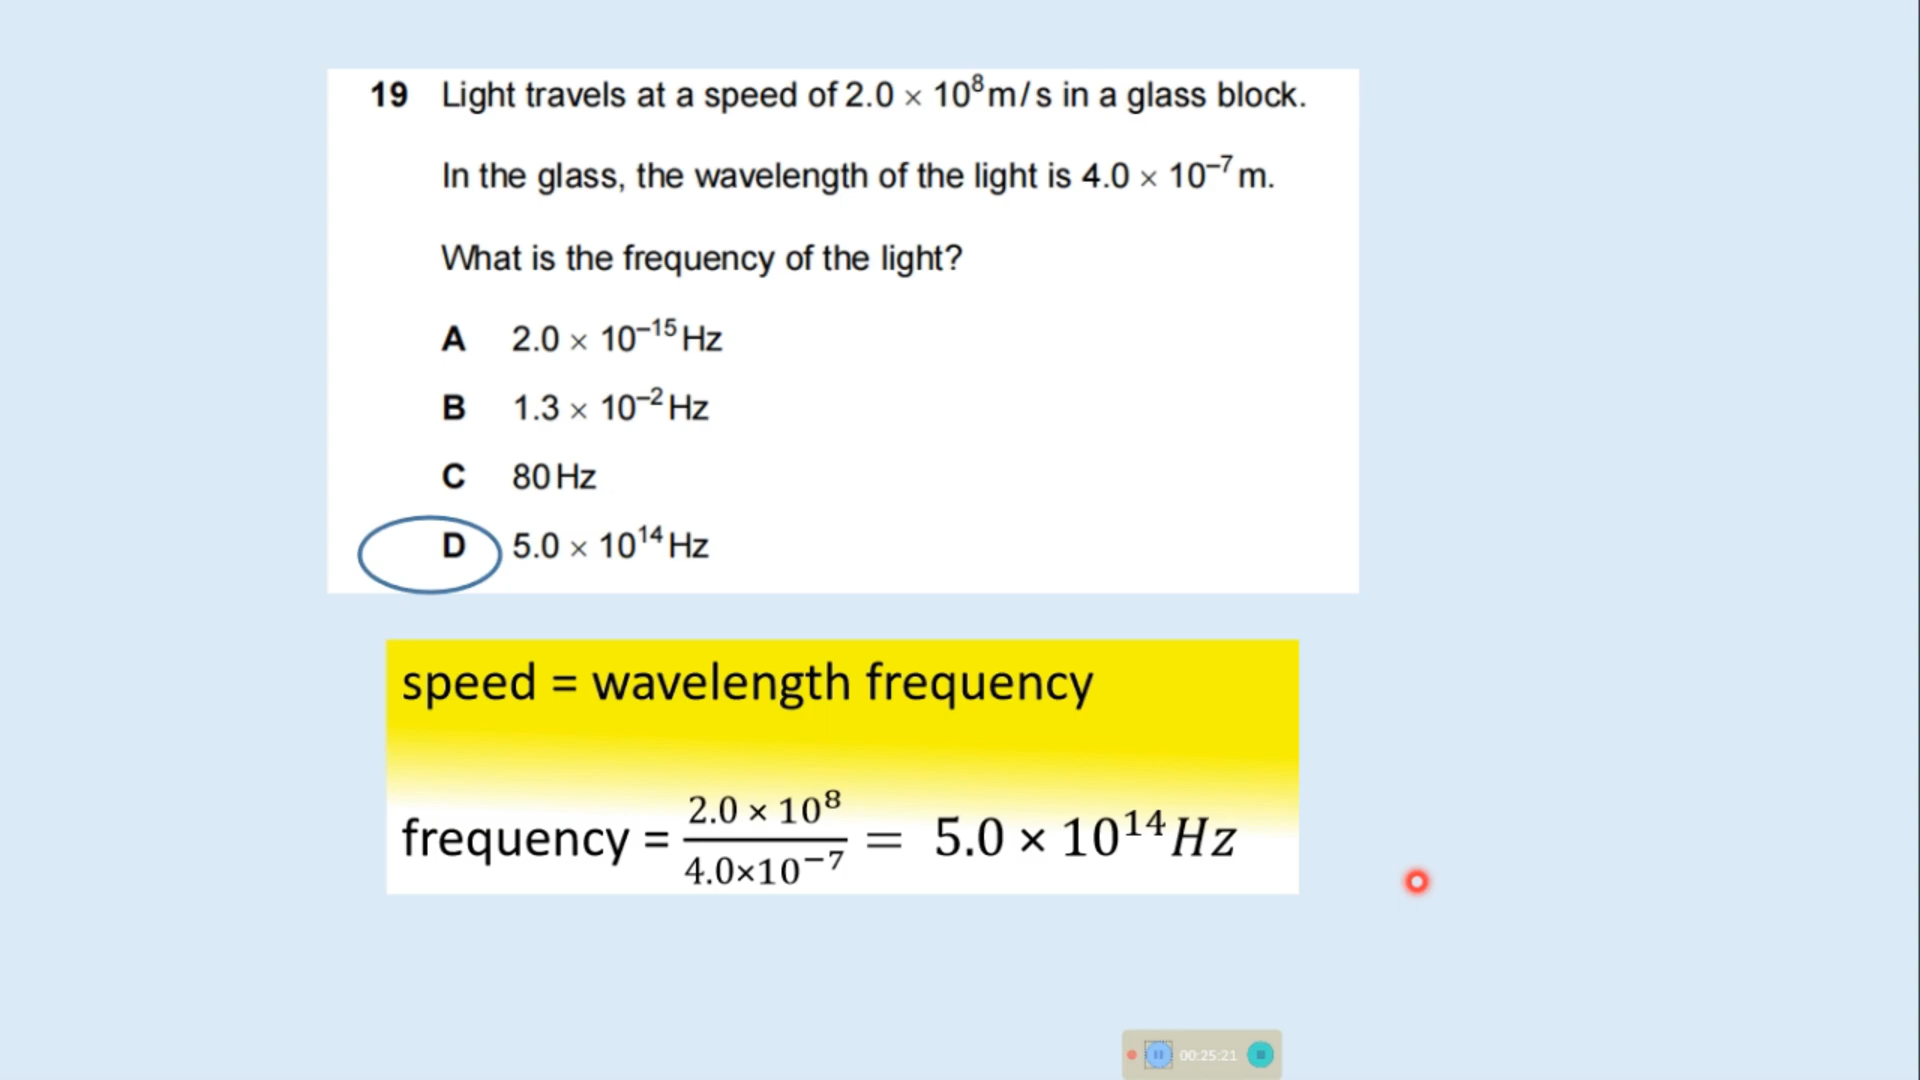 19 Light travels at a speed of 2.0 × 10⁸ m/s in a glass block.
In the glass, the wavelength of the light is 4.0 × 10⁻⁷ m.
What is the frequency of the light?
A 2.0 × 10⁻¹⁵ Hz
B 1.3 × 10⁻² Hz
C 80 Hz
D 5.0 × 10¹⁴ Hz
speed = wavelength frequency
frequency = 2.0 × 10⁸ / 4.0×10⁻⁷ = 5.0 × 10¹⁴ Hz
00:25:21